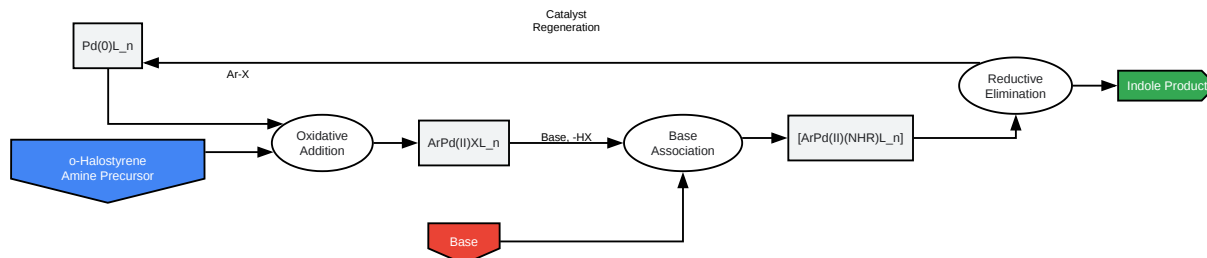 Catalyst
Regeneration
Pd(0)L_n
Ar-X
Reductive
Elimination
Indole Product
o-Halostyrene
Amine Precursor
Oxidative
Addition
ArPd(II)XL_n
Base, -HX
Base
Association
[ArPd(II)(NHR)L_n]
Base